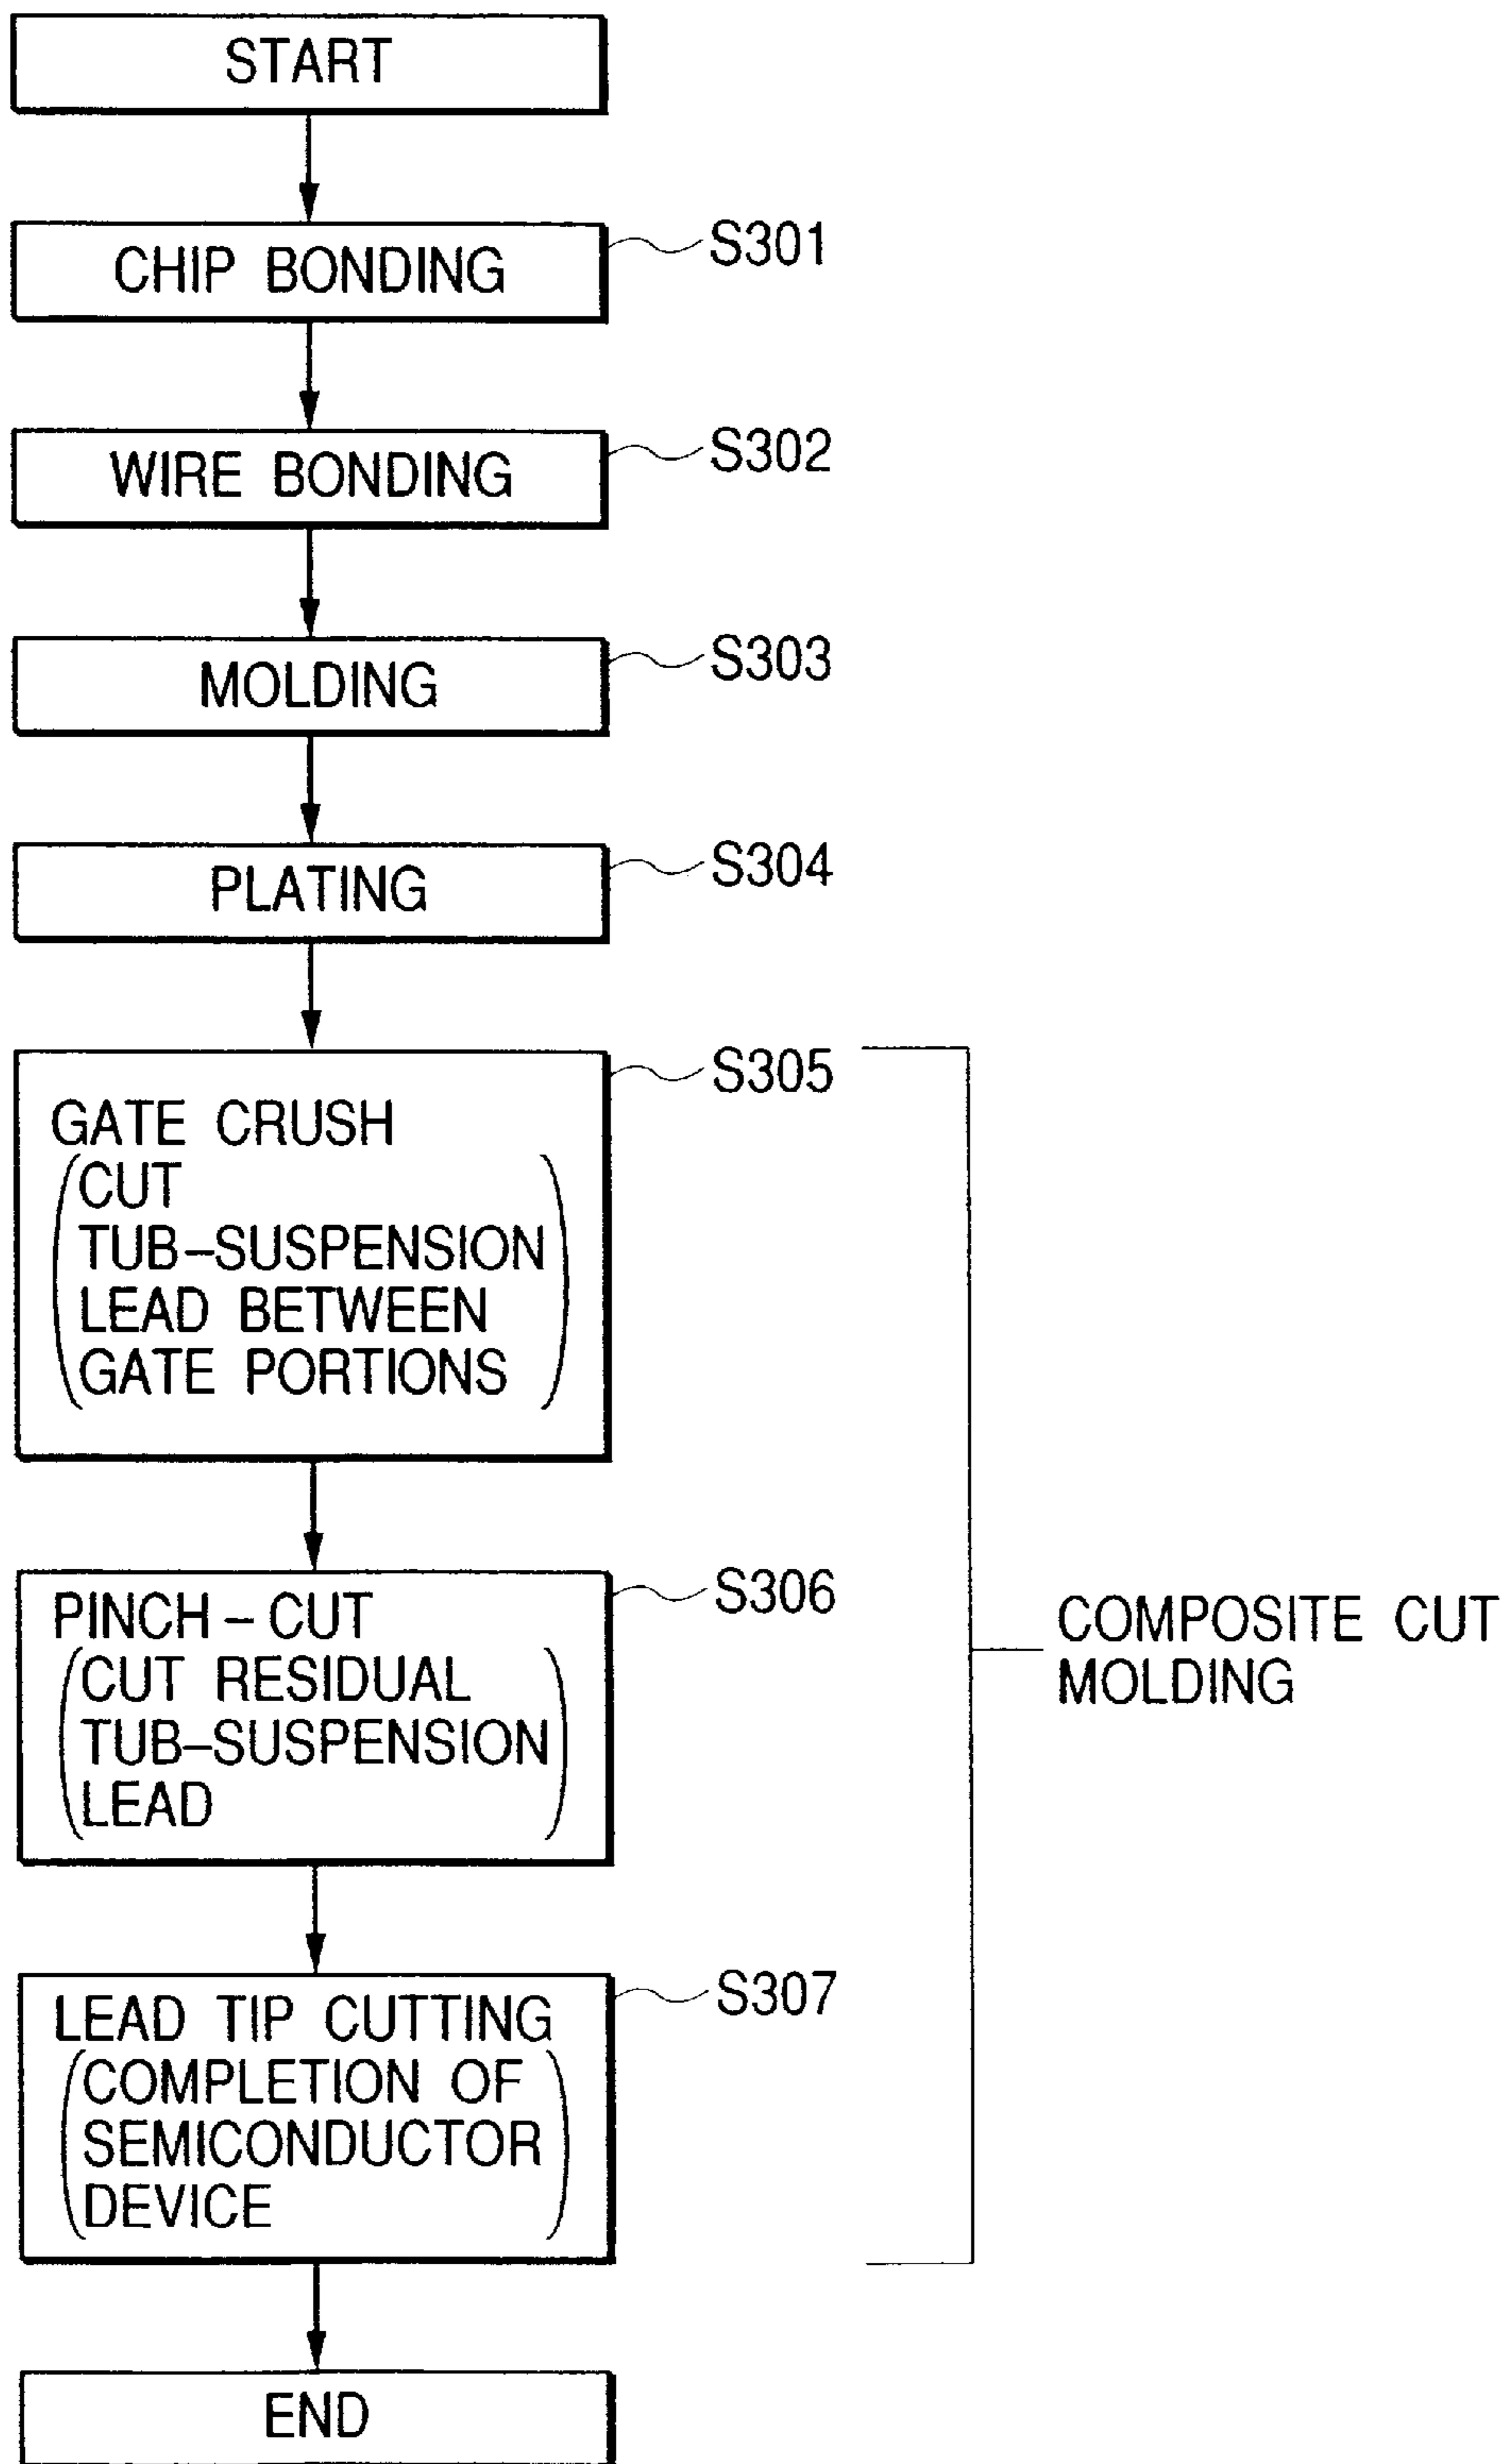 START
CHIP BONDING
S301
WIRE BONDING
S302
MOLDING
S303
PLATING
S304
S305
GATE CRUSH
(CUT
TUB-SUSPENSION
LEAD BETWEEN
GATE PORTIONS)
S306
PINCH-CUT
(CUT RESIDUAL
TUB-SUSPENSION
LEAD)
COMPOSITE CUT
MOLDING
S307
LEAD TIP CUTTING
(COMPLETION OF
SEMICONDUCTOR
DEVICE)
END